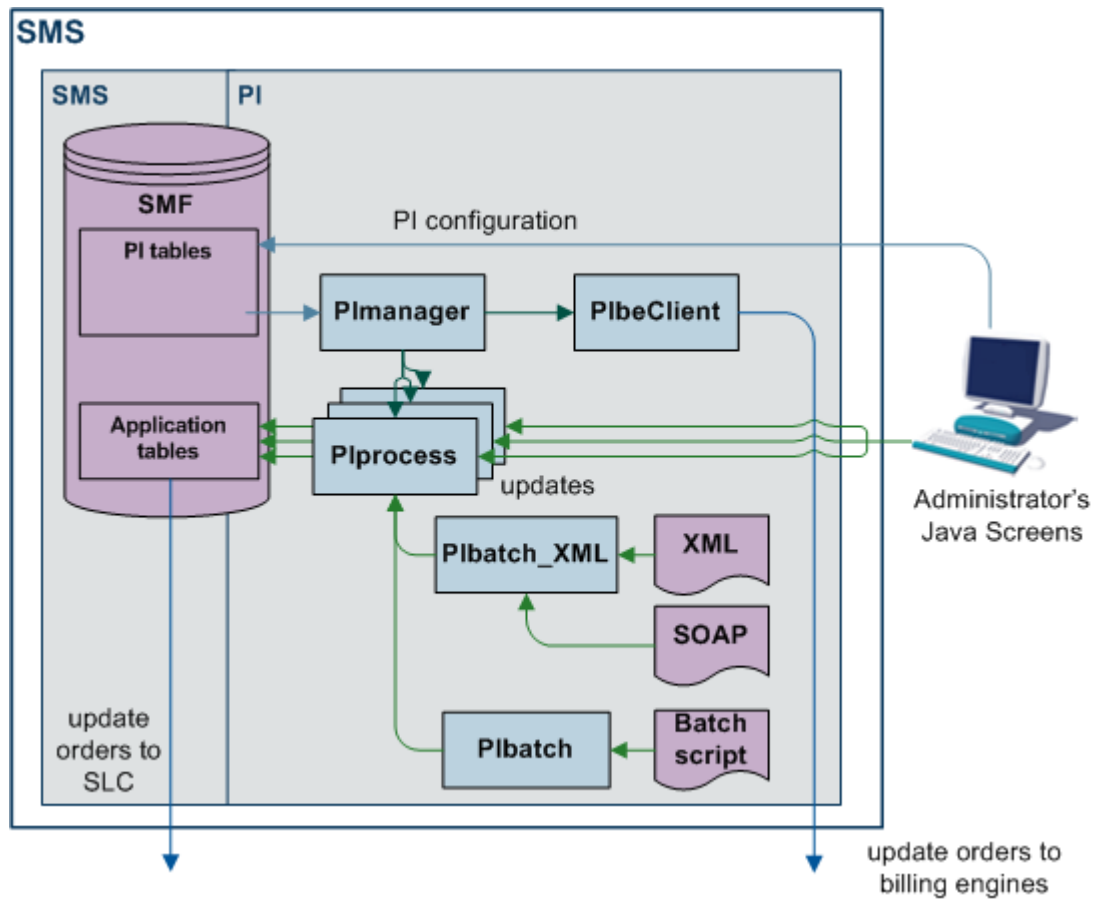 SMS
SMS
PI
SMF
PI tables
PI configuration
PImanager
PIbeClient
Application
tables
PIprocess
updates
Administrator's
Java Screens
PIbatch_XML
XML
SOAP
update
orders to
SLC
PIbatch
Batch
script
update orders to
billing engines